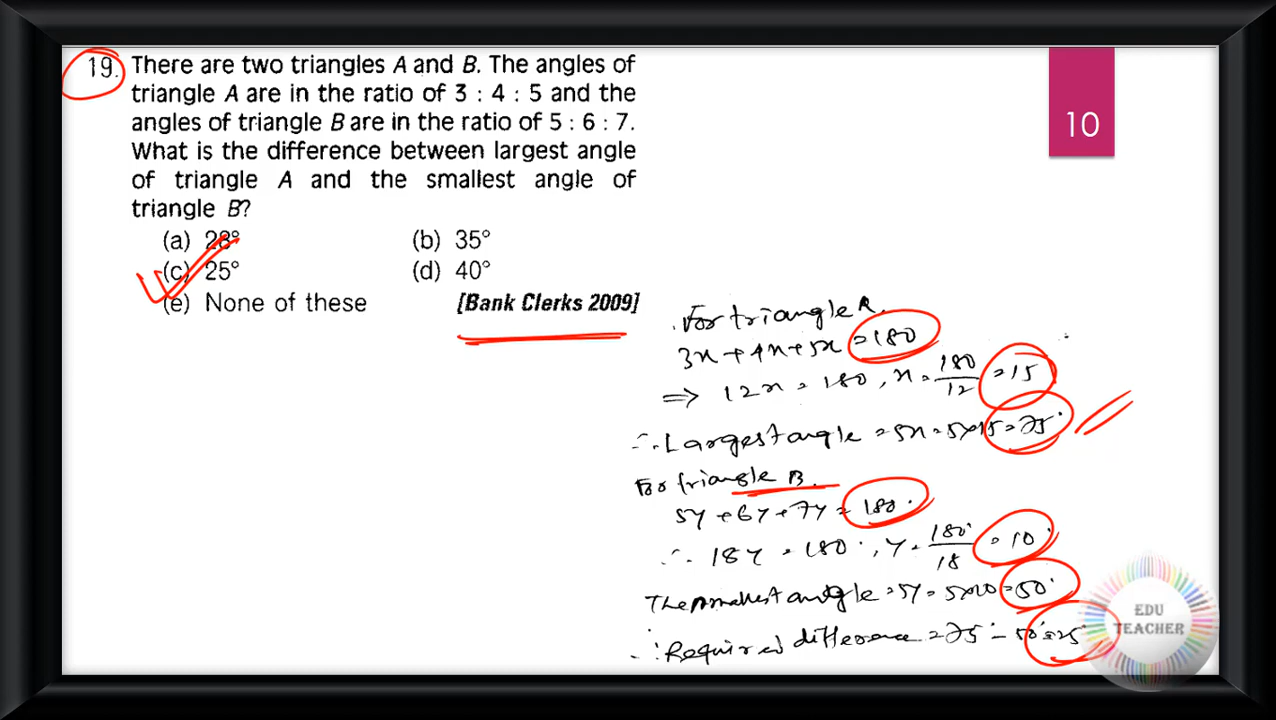 19. There are two triangles A and B. The angles of
triangle A are in the ratio of 3 : 4 : 5 and the
angles of triangle B are in the ratio of 5 : 6 : 7.
What is the difference between largest angle
of triangle A and the smallest angle of
triangle B?
(a) 28° (b) 35°
(c) 25° (d) 40°
(e) None of these [Bank Clerks 2009]
10
For triangle A.
3x + 4x + 5x = 180
⇒ 12x = 180, x = 180/12 = 15
∴ Largest angle = 5x = 5×15 = 75°
For triangle B.
5y + 6y + 7y = 180°
∴ 18y = 180°, y = 180°/18 = 10°
The smallest angle = 5y = 5×10 = 50°
∴ Required difference = 75° - 50° = 25°
EDU
TEACHER